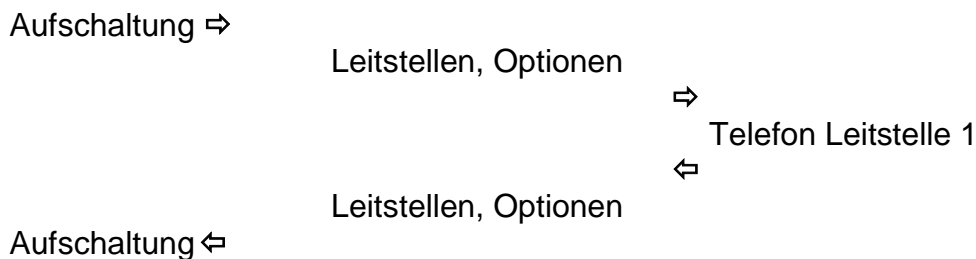 Aufschaltung ⇨
Leitstellen, Optionen
⇨
Telefon Leitstelle 1
⇦
Leitstellen, Optionen
Aufschaltung ⇦